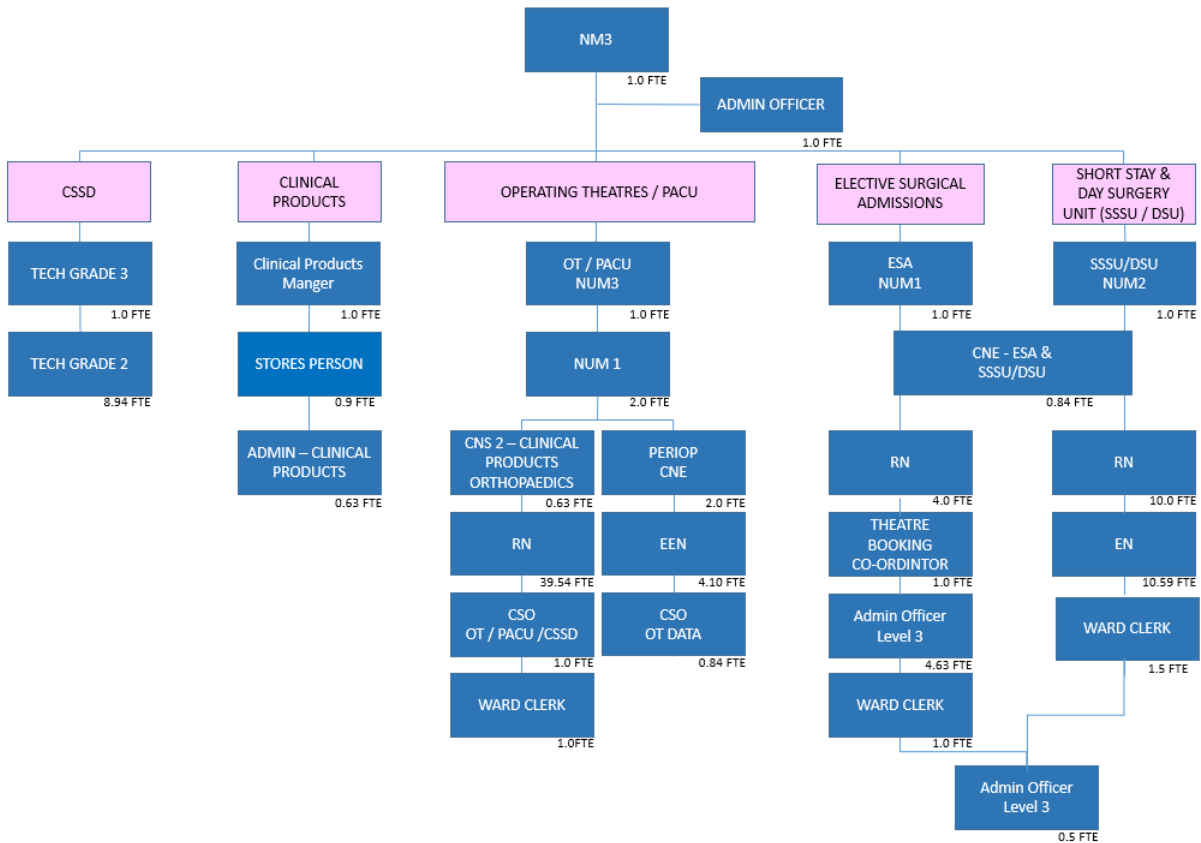 NM3
1.0 FTE
ADMIN OFFICER
1.0 FTE
CSSD
TECH GRADE 3
1.0 FTE
TECH GRADE 2
8.94 FTE
CLINICAL
PRODUCTS
Clinical Products
Manger
1.0 FTE
STORES PERSON
0.9 FTE
ADMIN – CLINICAL
PRODUCTS
0.63 FTE
OPERATING THEATRES / PACU
OT / PACU
NUM3
1.0 FTE
NUM 1
2.0 FTE
CNS 2 – CLINICAL
PRODUCTS
ORTHOPAEDICS
0.63 FTE
RN
39.54 FTE
CSO
OT / PACU /CSSD
1.0 FTE
WARD CLERK
1.0FTE
PERIOP
CNE
2.0 FTE
EEN
4.10 FTE
CSO
OT DATA
0.84 FTE
ELECTIVE SURGICAL
ADMISSIONS
ESA
NUM1
1.0 FTE
SHORT STAY &
DAY SURGERY
UNIT (SSSU / DSU)
SSSU/DSU
NUM2
1.0 FTE
CNE - ESA &
SSSU/DSU
0.84 FTE
RN
4.0 FTE
THEATRE
BOOKING
CO-ORDINTOR
1.0 FTE
Admin Officer
Level 3
4.63 FTE
WARD CLERK
1.0 FTE
RN
10.0 FTE
EN
10.59 FTE
WARD CLERK
1.5 FTE
Admin Officer
Level 3
0.5 FTE